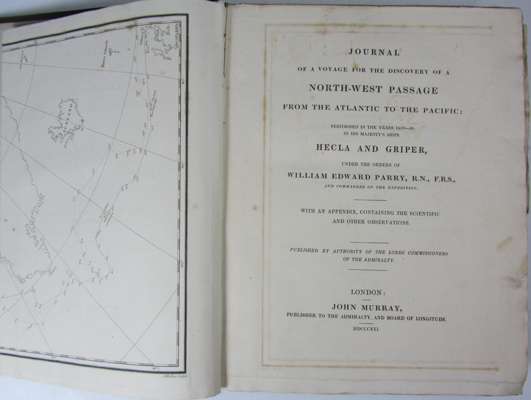 JOURNAL
OF A VOYAGE FOR THE DISCOVERY OF A
NORTH-WEST PASSAGE
FROM THE ATLANTIC TO THE PACIFIC;
PERFORMED IN THE YEARS 1819-20,
IN HIS MAJESTY'S SHIPS
HECLA AND GRIPER,
UNDER THE ORDERS OF
WILLIAM EDWARD PARRY, R.N., F.R.S.,
AND COMMANDER OF THE EXPEDITION.
WITH AN APPENDIX, CONTAINING THE SCIENTIFIC
AND OTHER OBSERVATIONS.
PUBLISHED BY AUTHORITY OF THE LORDS COMMISSIONERS
OF THE ADMIRALTY.
LONDON:
JOHN MURRAY,
PUBLISHER TO THE ADMIRALTY, AND BOARD OF LONGITUDE.
MDCCCXXI.